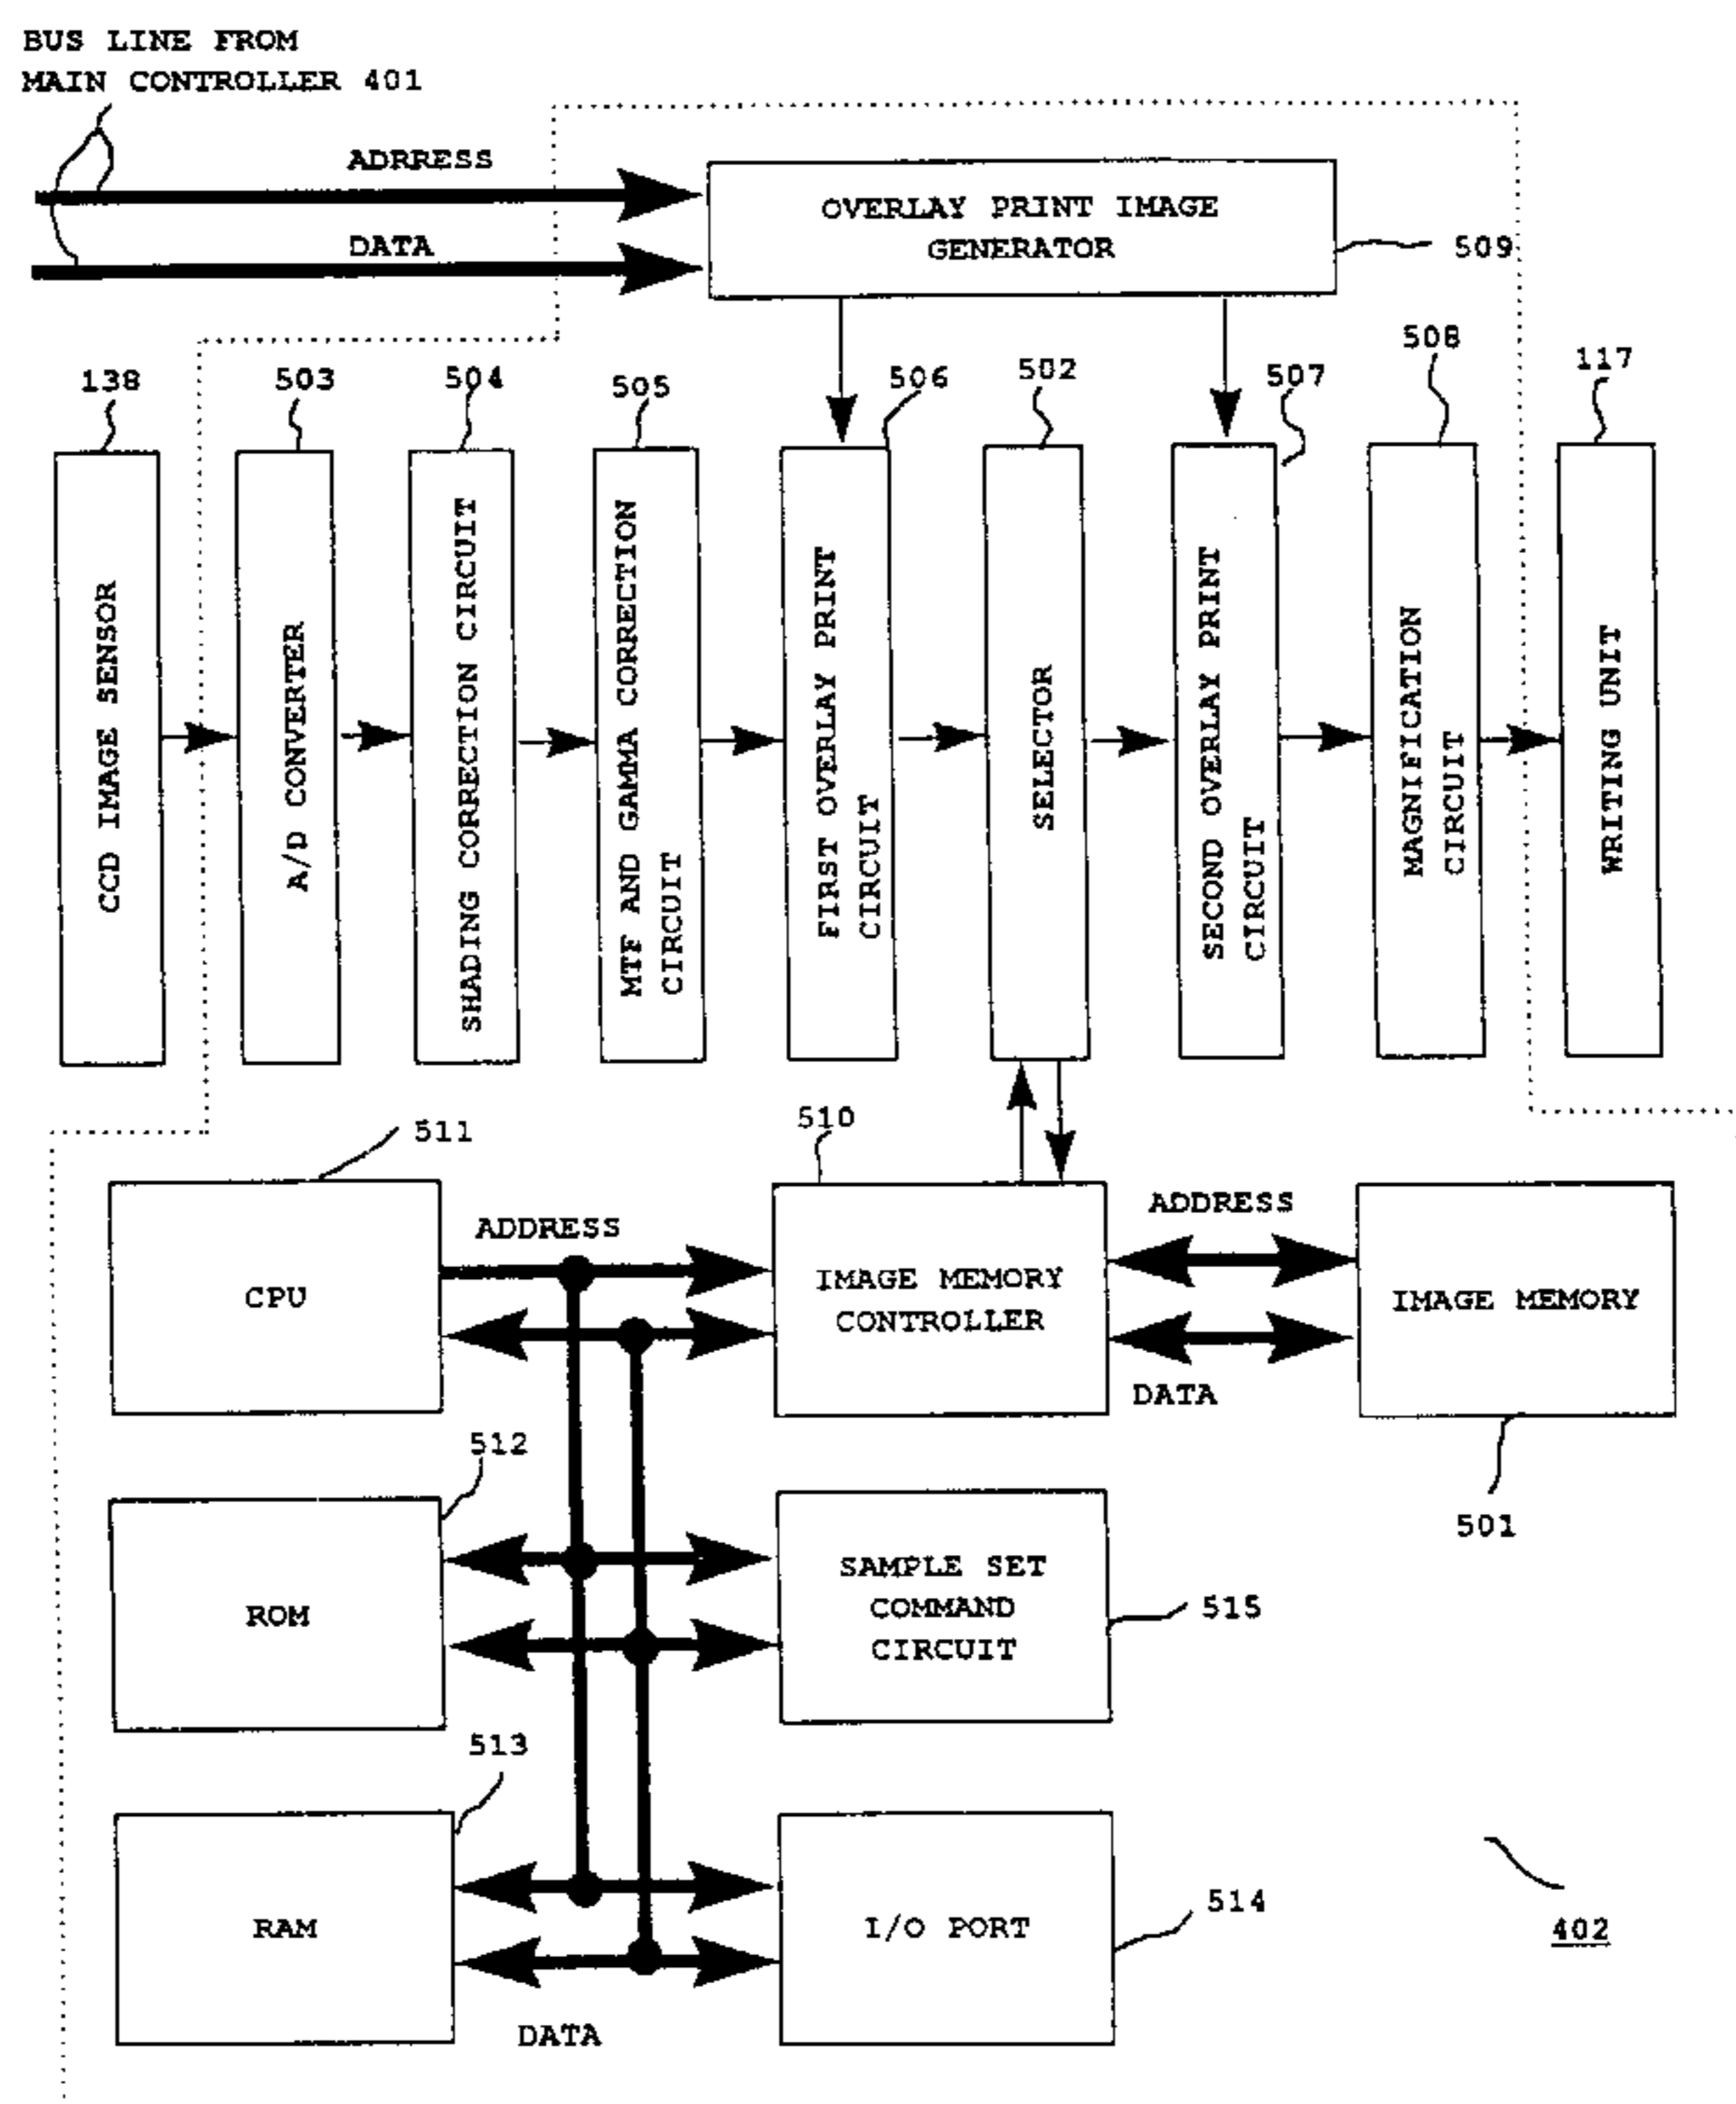 BUS LINE FROM
MAIN CONTROLLER 401
ADRRESS
DATA
OVERLAY PRINT IMAGE
GENERATOR
509
138
503
504
505
506
502
507
508
117
CCD IMAGE SENSOR
A/D CONVERTER
SHADING CORRECTION CIRCUIT
MTF AND GAMMA CORRECTION
CIRCUIT
FIRST OVERLAY PRINT
CIRCUIT
SELECTOR
SECOND OVERLAY PRINT
CIRCUIT
MAGNIFICATION
CIRCUIT
WRITING UNIT
511
510
CPU
ADDRESS
IMAGE MEMORY
CONTROLLER
ADDRESS
DATA
IMAGE MEMORY
501
512
ROM
SAMPLE SET
COMMAND
CIRCUIT
515
513
RAM
DATA
I/O PORT
514
402